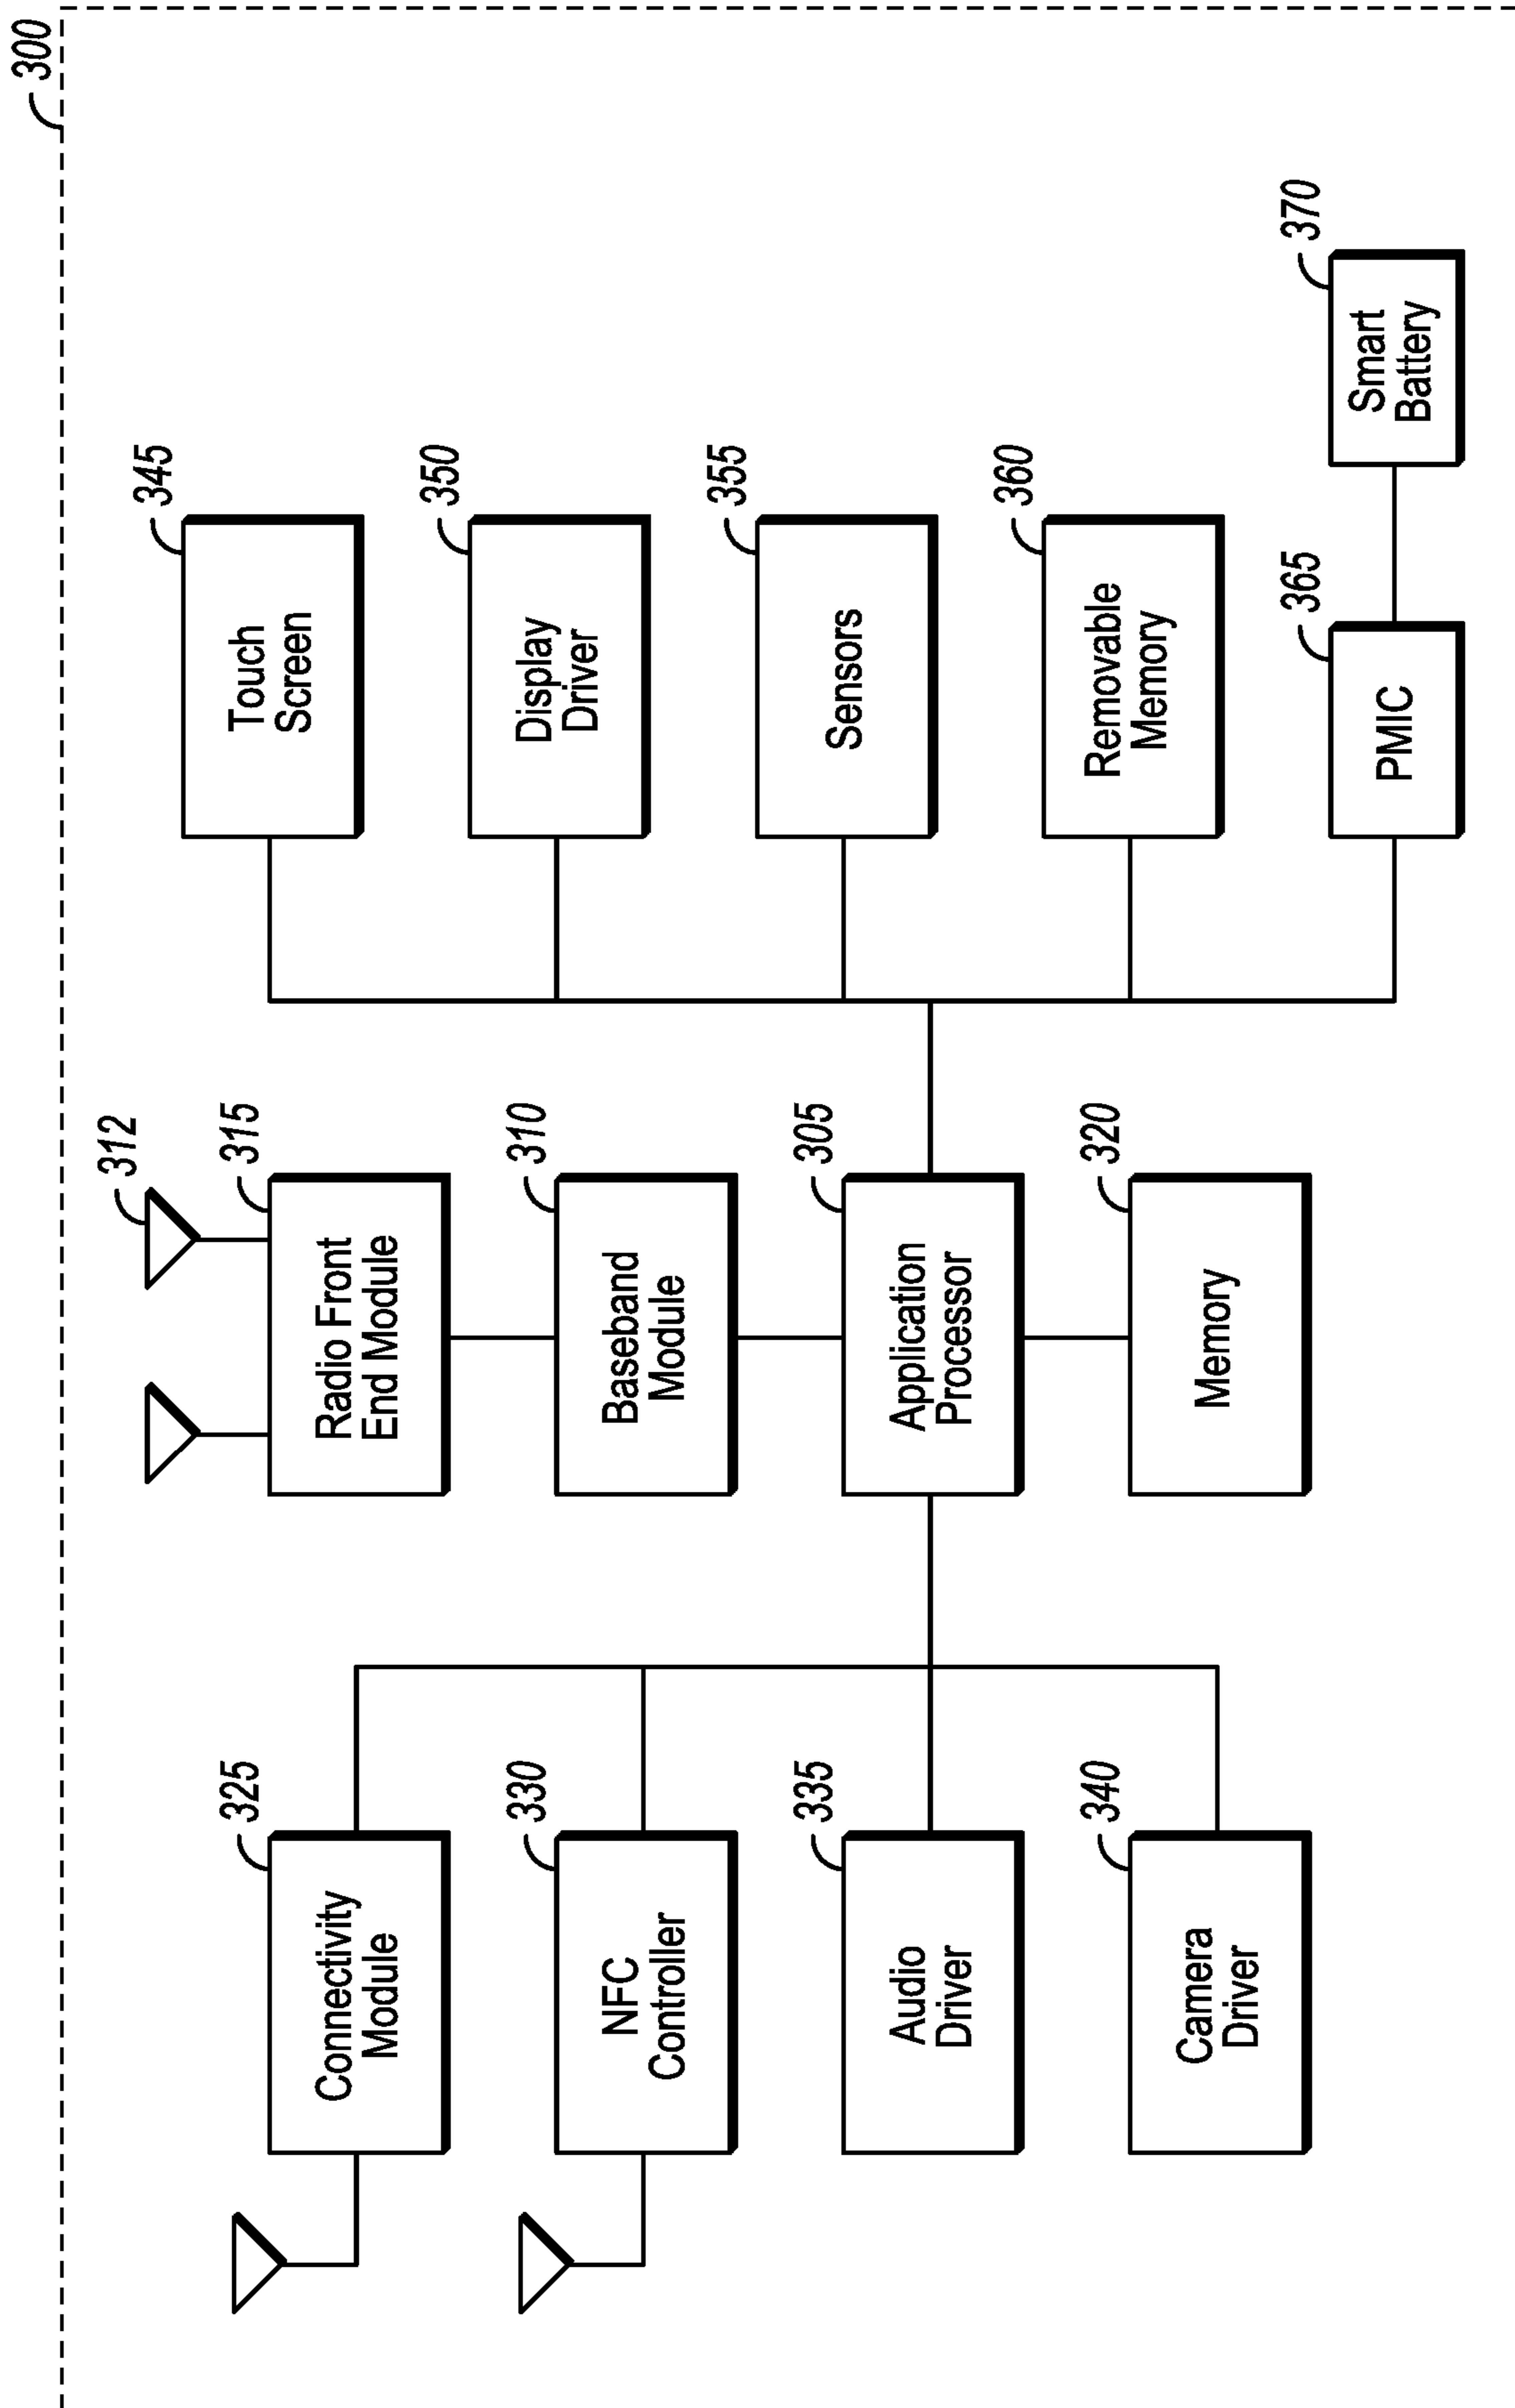 300
312
325
Connectivity
Module
315
Radio Front
End Module
345
Touch
Screen
330
NFC
Controller
310
Baseband
Module
350
Display
Driver
335
Audio
Driver
305
Application
Processor
355
Sensors
340
Camera
Driver
320
Memory
360
Removable
Memory
365
PMIC
370
Smart
Battery